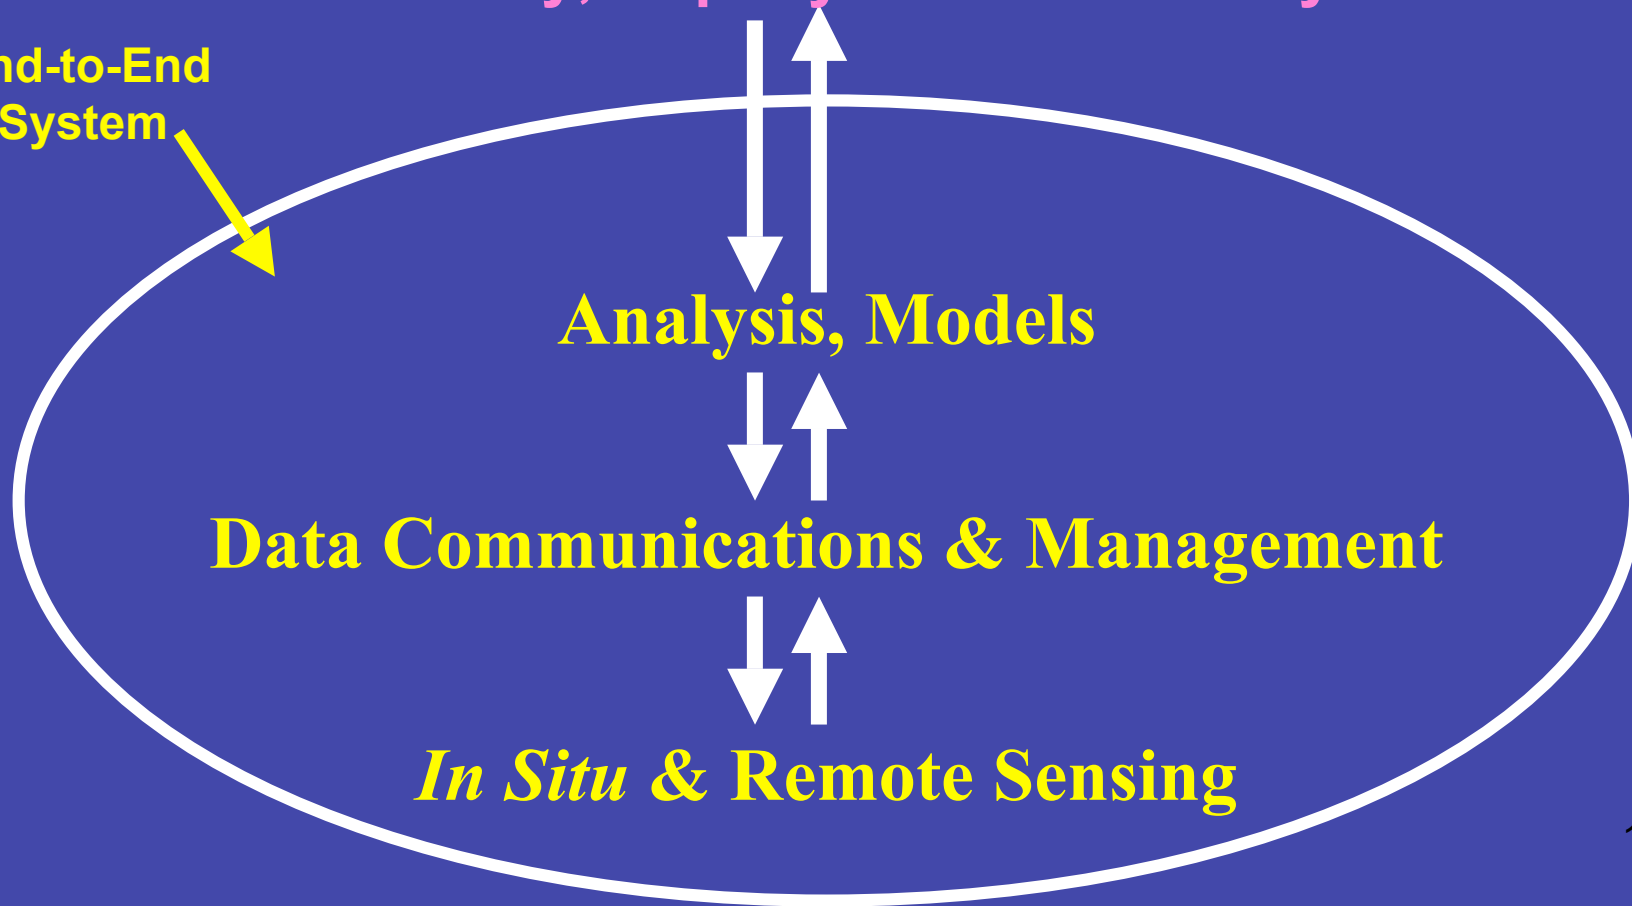 nd-to-End
System
Analysis, Models
Data Communications & Management
In Situ & Remote Sensing